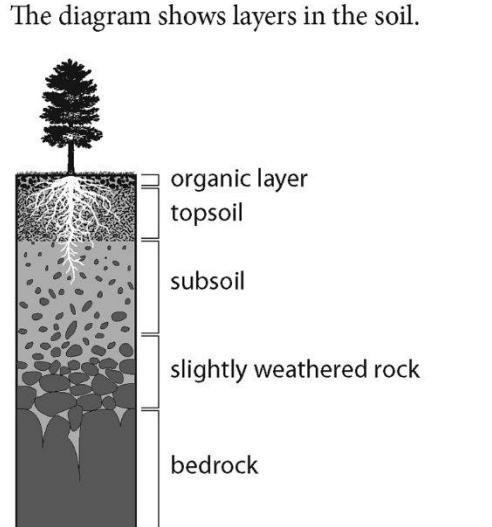 The diagram shows layers in the soil.
organic layer
topsoil
subsoil
slightly weathered rock
bedrock